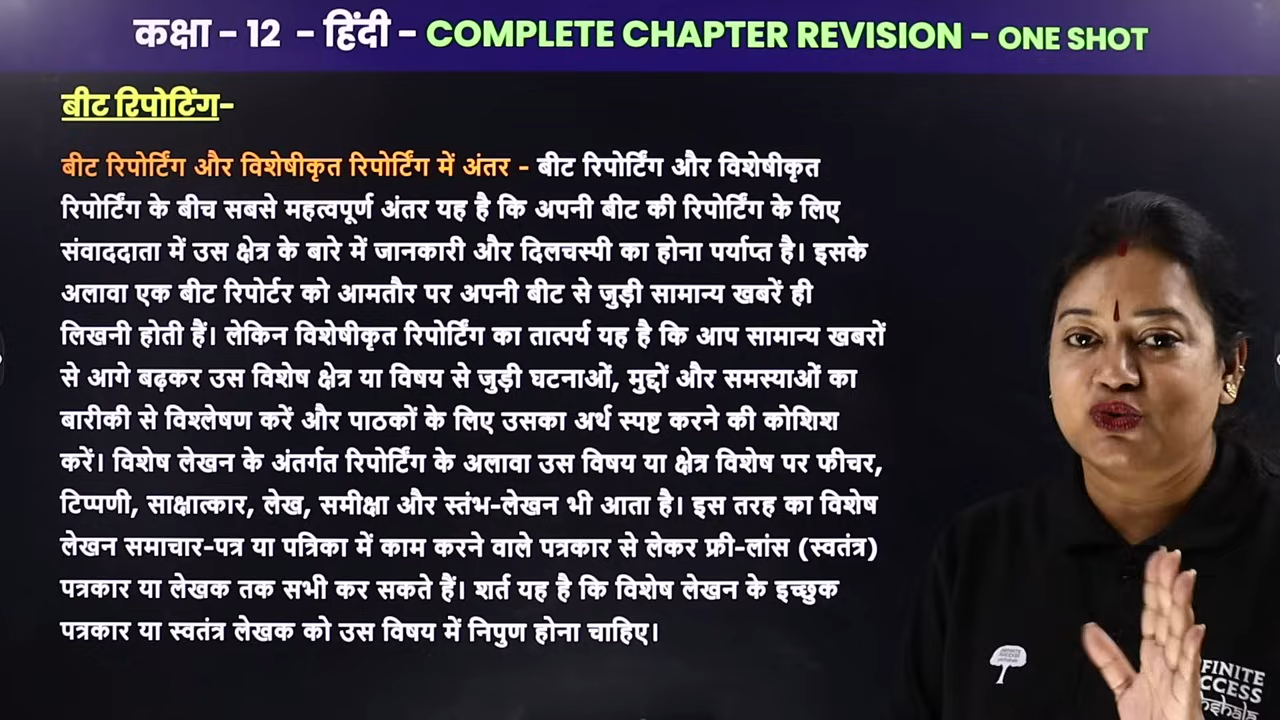 कक्षा - 12 - हिंदी - COMPLETE CHAPTER REVISION - ONE SHOT
बीट रिपोटिंग-
बीट रिपोर्टिंग और विशेषीकृत रिपोर्टिंग में अंतर - बीट रिपोर्टिंग और विशेषीकृत
रिपोर्टिंग के बीच सबसे महत्वपूर्ण अंतर यह है कि अपनी बीट की रिपोर्टिंग के लिए
संवाददाता में उस क्षेत्र के बारे में जानकारी और दिलचस्पी का होना पर्याप्त है। इसके
अलावा एक बीट रिपोर्टर को आमतौर पर अपनी बीट से जुड़ी सामान्य खबरें ही
लिखनी होती हैं। लेकिन विशेषीकृत रिपोर्टिंग का तात्पर्य यह है कि आप सामान्य खबरों
से आगे बढ़कर उस विशेष क्षेत्र या विषय से जुड़ी घटनाओं, मुद्दों और समस्याओं का
बारीकी से विश्लेषण करें और पाठकों के लिए उसका अर्थ स्पष्ट करने की कोशिश
करें। विशेष लेखन के अंतर्गत रिपोर्टिंग के अलावा उस विषय या क्षेत्र विशेष पर फीचर,
टिप्पणी, साक्षात्कार, लेख, समीक्षा और स्तंभ-लेखन भी आता है। इस तरह का विशेष
लेखन समाचार-पत्र या पत्रिका में काम करने वाले पत्रकार से लेकर फ्री-लांस (स्वतंत्र)
पत्रकार या लेखक तक सभी कर सकते हैं। शर्त यह है कि विशेष लेखन के इच्छुक
पत्रकार या स्वतंत्र लेखक को उस विषय में निपुण होना चाहिए।